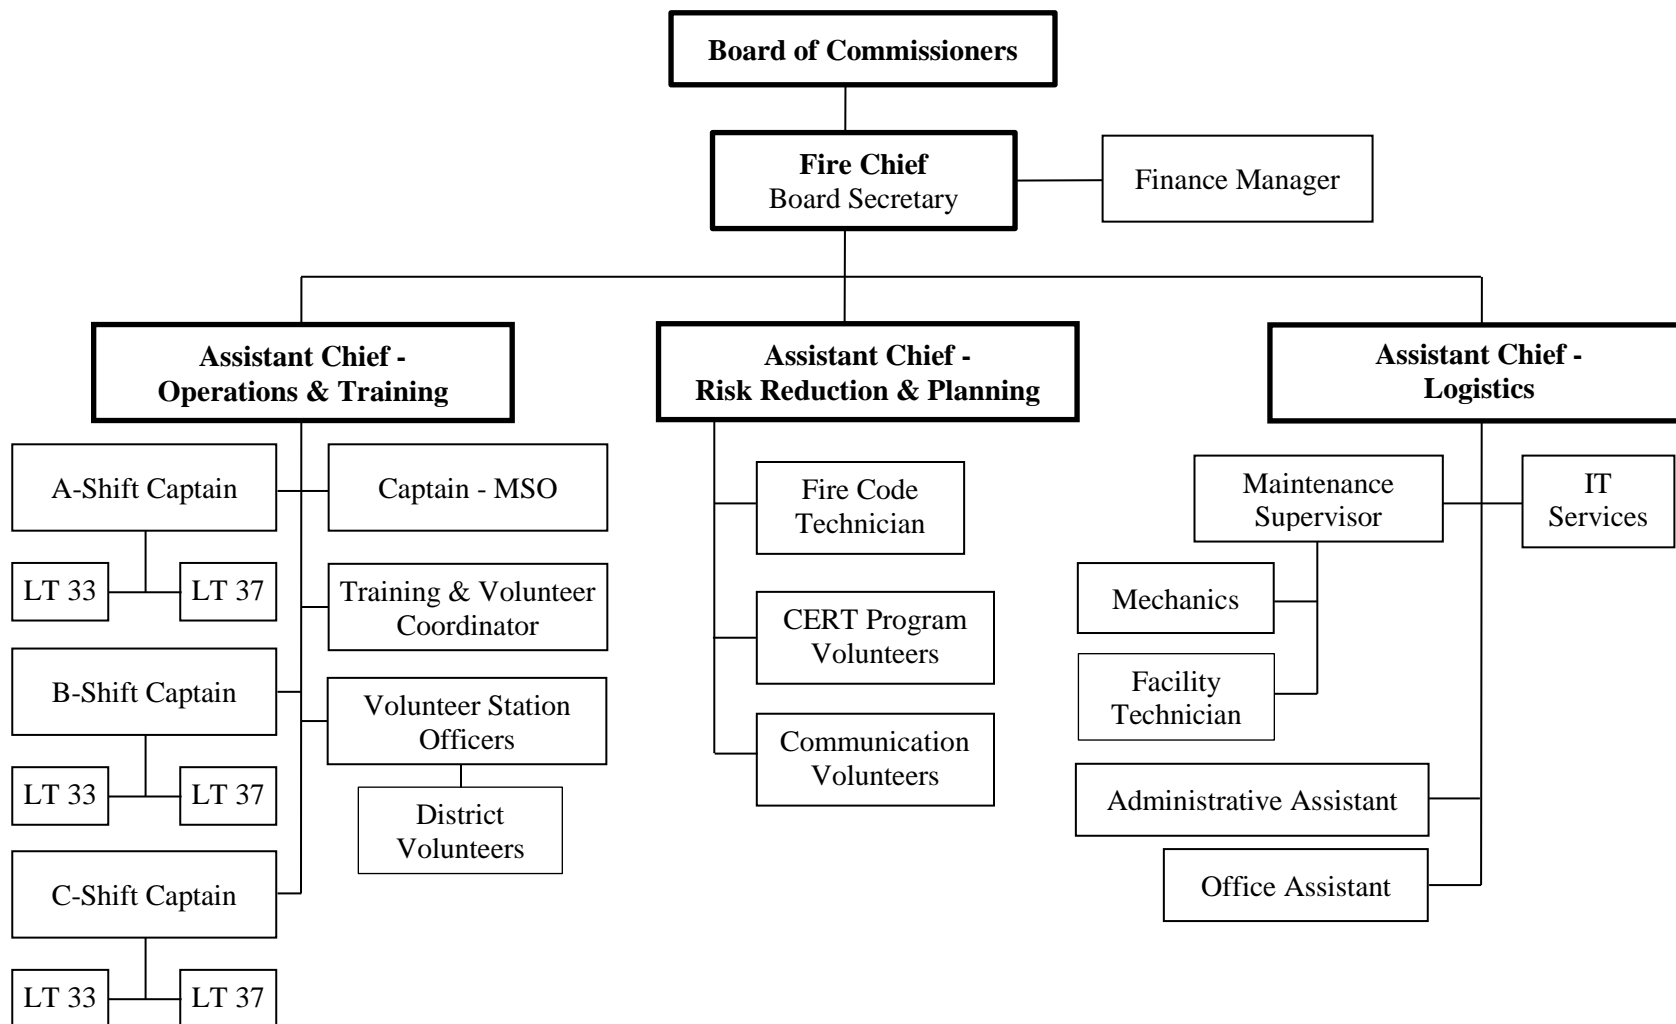 Board of Commissioners
Fire Chief
Board Secretary
Finance Manager
Assistant Chief -
Operations & Training
Assistant Chief -
Risk Reduction & Planning
Assistant Chief -
Logistics
A-Shift Captain
Captain - MSO
LT 33
LT 37
Training & Volunteer
Coordinator
B-Shift Captain
Volunteer Station
Officers
LT 33
LT 37
District
Volunteers
C-Shift Captain
LT 33
LT 37
Fire Code
Technician
CERT Program
Volunteers
Communication
Volunteers
Maintenance
Supervisor
IT
Services
Mechanics
Facility
Technician
Administrative Assistant
Office Assistant